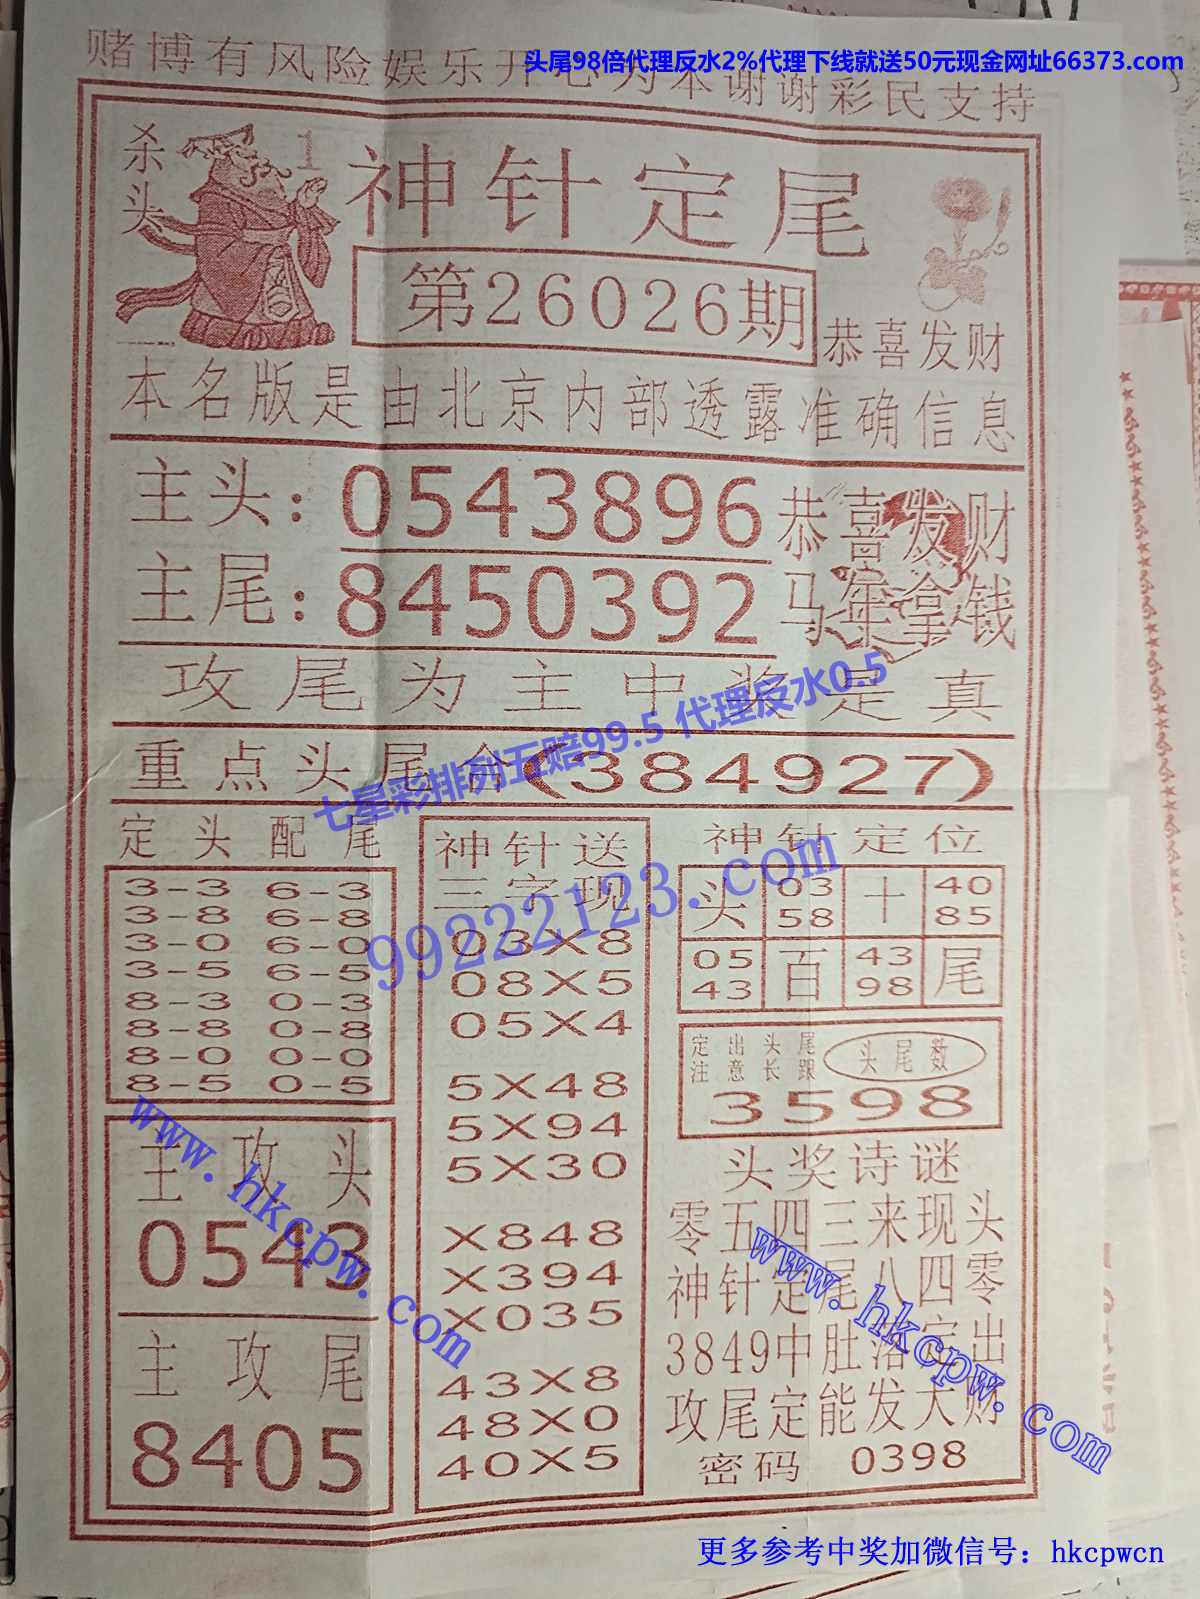 头尾98倍代理反水2%代理下线就送50元现金网址66373.com
赌博有风险娱乐开心为本谢谢彩民支持
杀头
1
神针定尾
第26026期
恭喜发财
本名版是由北京内部透露准确信息
主头：0543896
主尾：8450392
恭喜发财
马年拿钱
攻尾为主中奖是真
七星彩排列五赔99.5 代理反水0.5
重点头尾合(384927)
定头配尾
3-3 6-3
3-8 6-8
3-0 6-0
3-5 6-5
8-3 0-3
8-8 0-8
8-0 0-0
8-5 0-5
主攻头
0543
主攻尾
8405
神针送
三字现
99222123.com
03X8
08X5
05X4
5X48
5X94
5X30
X848
X394
X035
43X8
48X0
40X5
神针定位
头 03 十 40
58 85
05 百 43 尾
43 98
定出头尾
注意长跟
头尾数
3598
头奖诗谜
零五四三来现头
神针定尾八四零
3849中肚落定出
攻尾定能发大财
密码 0398
www.hkcpw.com
www.hkcpw.com
更多参考中奖加微信号：hkcpwcn